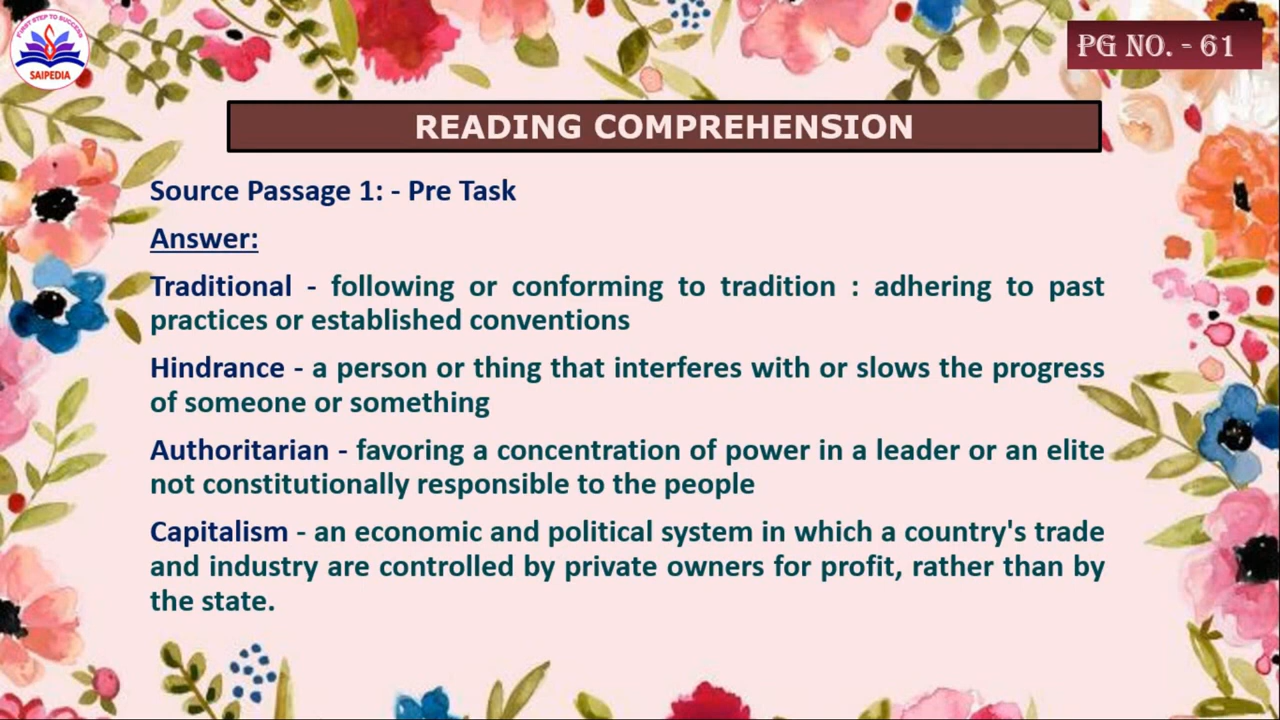 FIRST STEP TO SUCCESS
SAIPEDIA
PG NO. - 61
READING COMPREHENSION
Source Passage 1: - Pre Task
Answer:
Traditional - following or conforming to tradition : adhering to past
practices or established conventions
Hindrance - a person or thing that interferes with or slows the progress
of someone or something
Authoritarian - favoring a concentration of power in a leader or an elite
not constitutionally responsible to the people
Capitalism - an economic and political system in which a country's trade
and industry are controlled by private owners for profit, rather than by
the state.